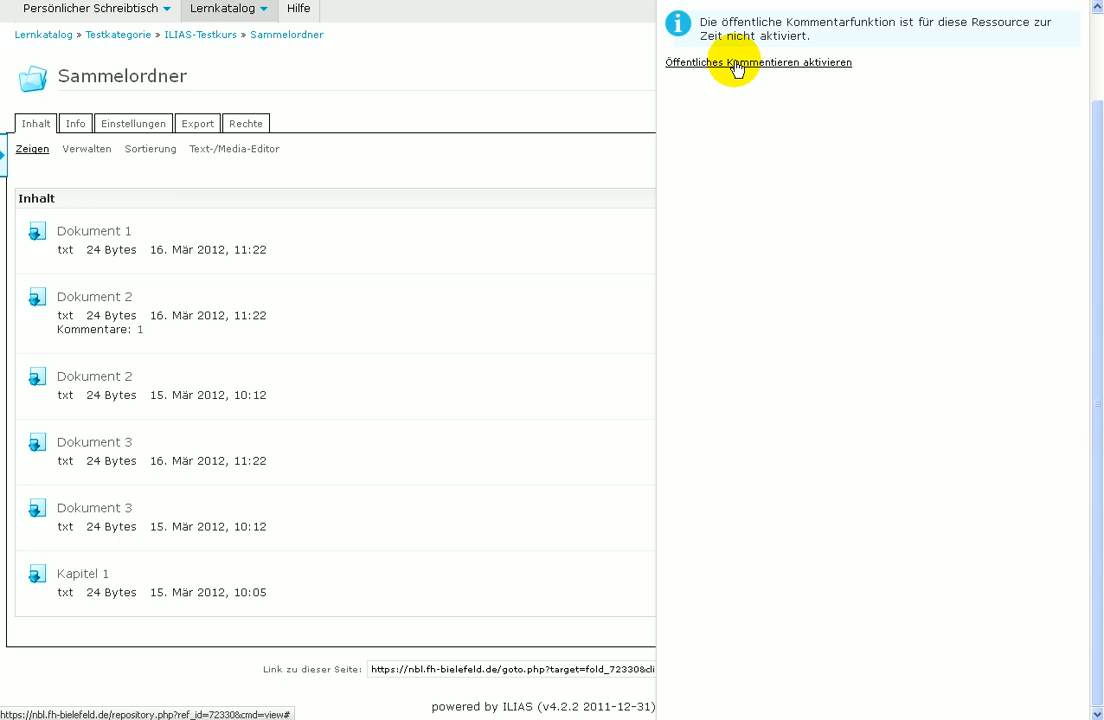 Persönlicher Schreibtisch Lernkatalog Hilfe
Lernkatalog » Testkategorie » ILIAS-Testkurs » Sammelordner
Sammelordner
Inhalt Info Einstellungen Export Rechte
Zeigen Verwalten Sortierung Text-/Media-Editor
Inhalt
Dokument 1
txt 24 Bytes 16. Mär 2012, 11:22
Dokument 2
txt 24 Bytes 16. Mär 2012, 11:22
Kommentare: 1
Dokument 2
txt 24 Bytes 15. Mär 2012, 10:12
Dokument 3
txt 24 Bytes 16. Mär 2012, 11:22
Dokument 3
txt 24 Bytes 15. Mär 2012, 10:12
Kapitel 1
txt 24 Bytes 15. Mär 2012, 10:05
Link zu dieser Seite: https://nbl.fh-bielefeld.de/goto.php?target=fold_72330&cli
powered by ILIAS (v4.2.2 2011-12-31)
https://nbl.fh-bielefeld.de/repository.php?ref_id=72330&cmd=view#
Die öffentliche Kommentarfunktion ist für diese Ressource zur
Zeit nicht aktiviert.
Öffentliches Kommentieren aktivieren